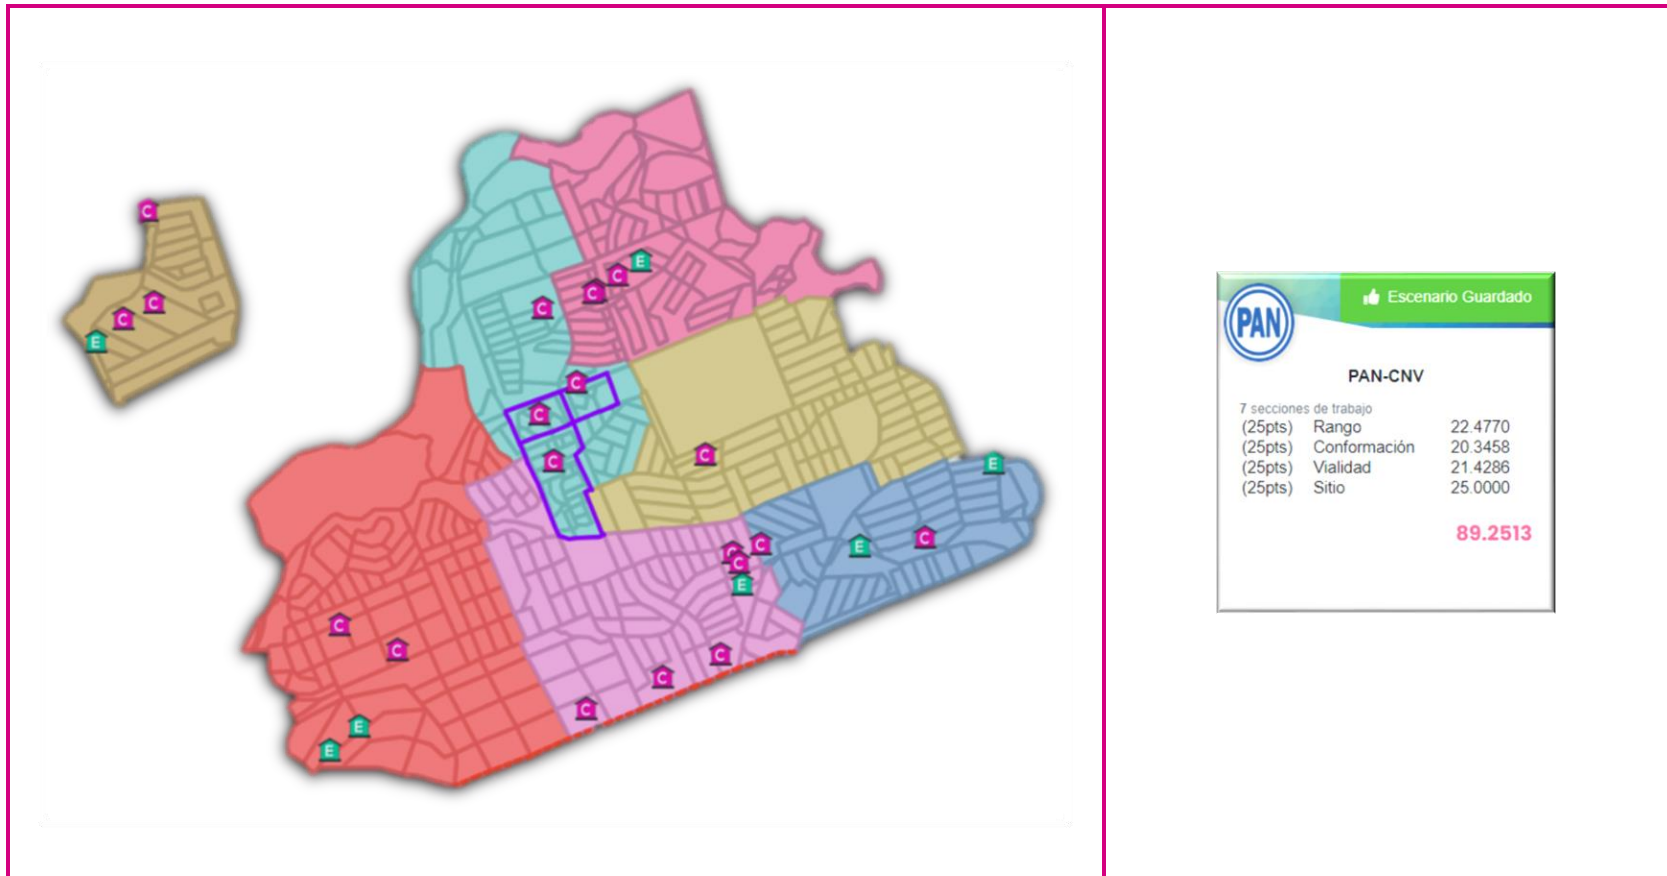 C
C
C
E
E
C
C
C
C
C
C
C
E
C
C
C
E
E
C
C
C
C
C
C
E
E
PAN
Escenario Guardado
PAN-CNV
7 secciones de trabajo
(25pts) Rango 22.4770
(25pts) Conformación 20.3458
(25pts) Vialidad 21.4286
(25pts) Sitio 25.0000
89.2513